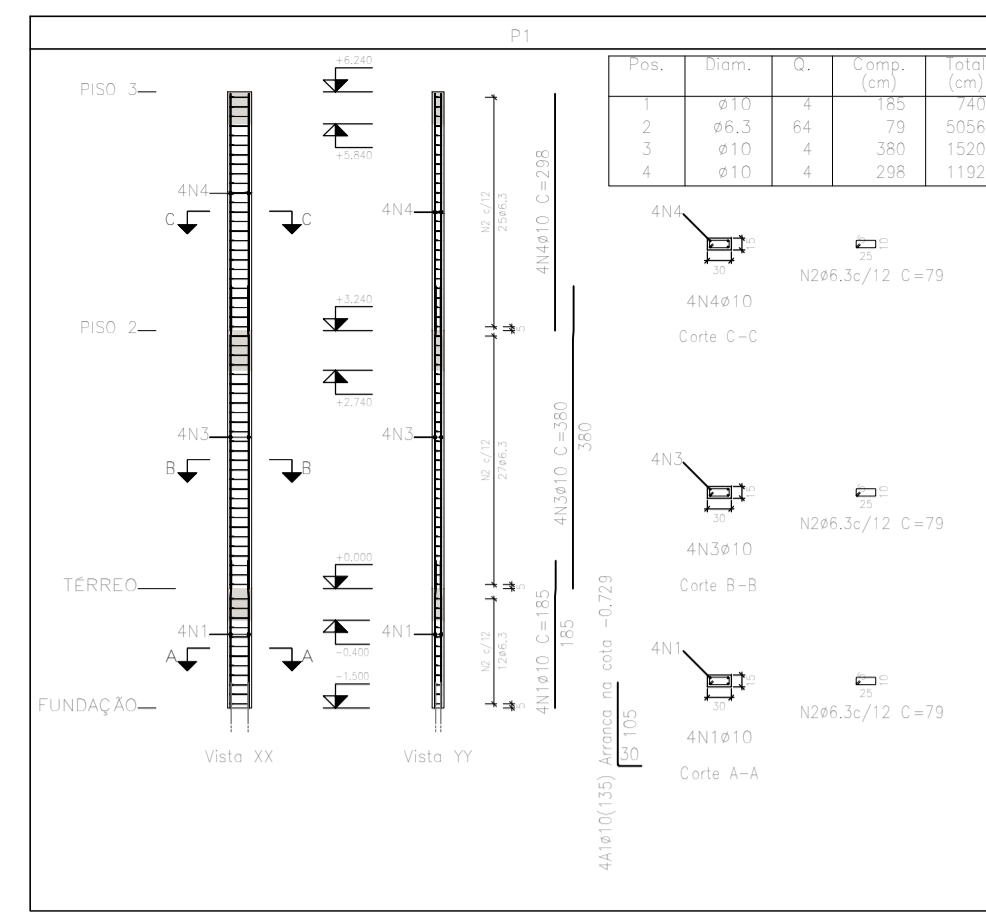 P1
Pos. Diam. Q. Comp. (cm) Total (cm)
1 ø10 4 185 740
2 ø6.3 64 79 5056
3 ø10 4 380 1520
4 ø10 4 298 1192
PISO 3
+6.240
+5.840
4N4
C C
4N4
N2 c/12
25ø6.3
4N4ø10 C=298
PISO 2
+3.240
+2.740
5
4N3
B B
4N3
N2 c/12
27ø6.3
4N3ø10 C=380
380
TÉRREO
+0.000
-0.400
5
4N1
A A
4N1
N2 c/12
12ø6.3
4N1ø10 C=185
185
FUNDAÇÃO
-1.500
5
Vista XX
Vista YY
4A1ø10(135) Arranca na cota -0.729
105
30
4N4
15
30
4N4ø10
Corte C-C
10
25
N2ø6.3c/12 C=79
4N3
15
30
4N3ø10
Corte B-B
10
25
N2ø6.3c/12 C=79
4N1
15
30
4N1ø10
Corte A-A
10
25
N2ø6.3c/12 C=79